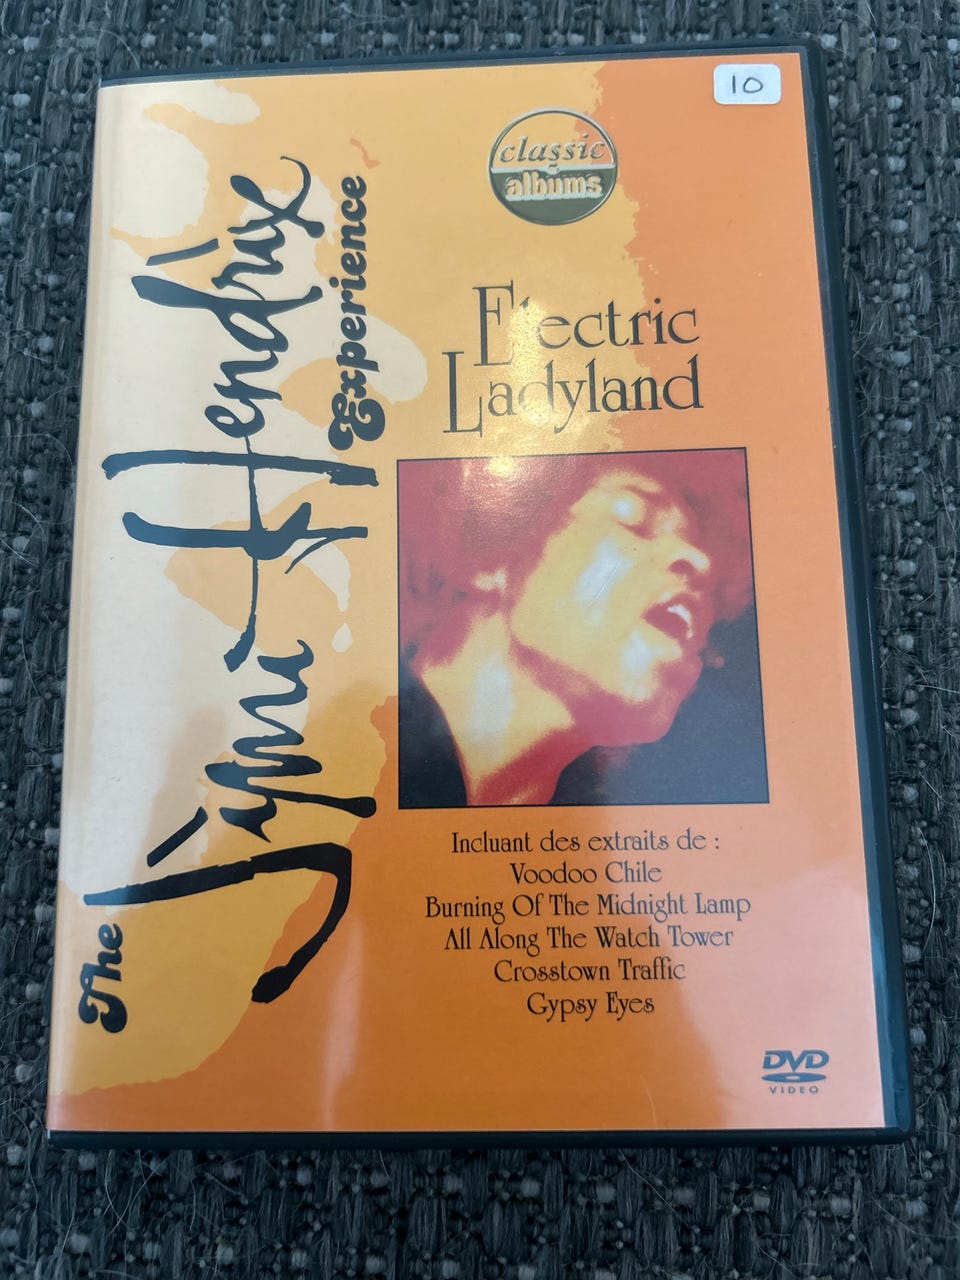 10
classic
albums
The Jimi Hendrix
Experience
Electric
Ladyland
Incluant des extraits de :
Voodoo Chile
Burning Of The Midnight Lamp
All Along The Watch Tower
Crosstown Traffic
Gypsy Eyes
DVD
VIDEO